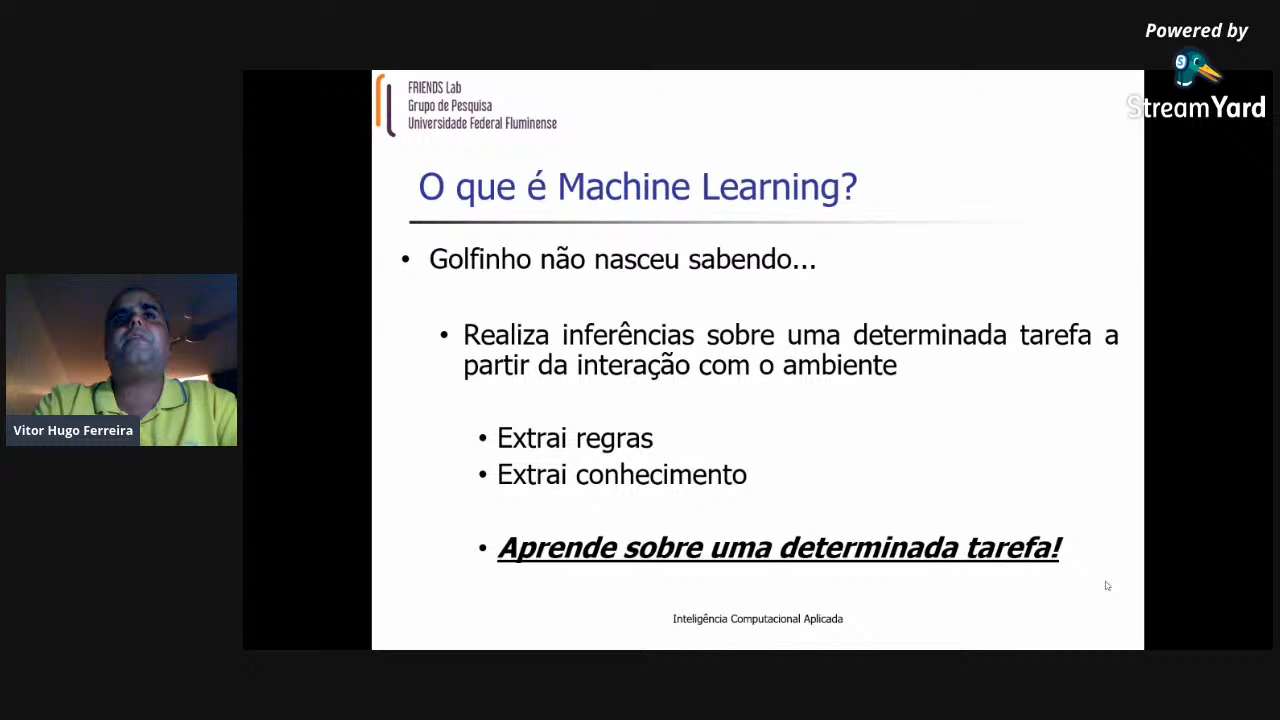 Powered by
StreamYard
FRIENDS Lab
Grupo de Pesquisa
Universidade Federal Fluminense
O que é Machine Learning?
• Golfinho não nasceu sabendo...
• Realiza inferências sobre uma determinada tarefa a
partir da interação com o ambiente
• Extrai regras
• Extrai conhecimento
• Aprende sobre uma determinada tarefa!
Vitor Hugo Ferreira
Inteligência Computacional Aplicada